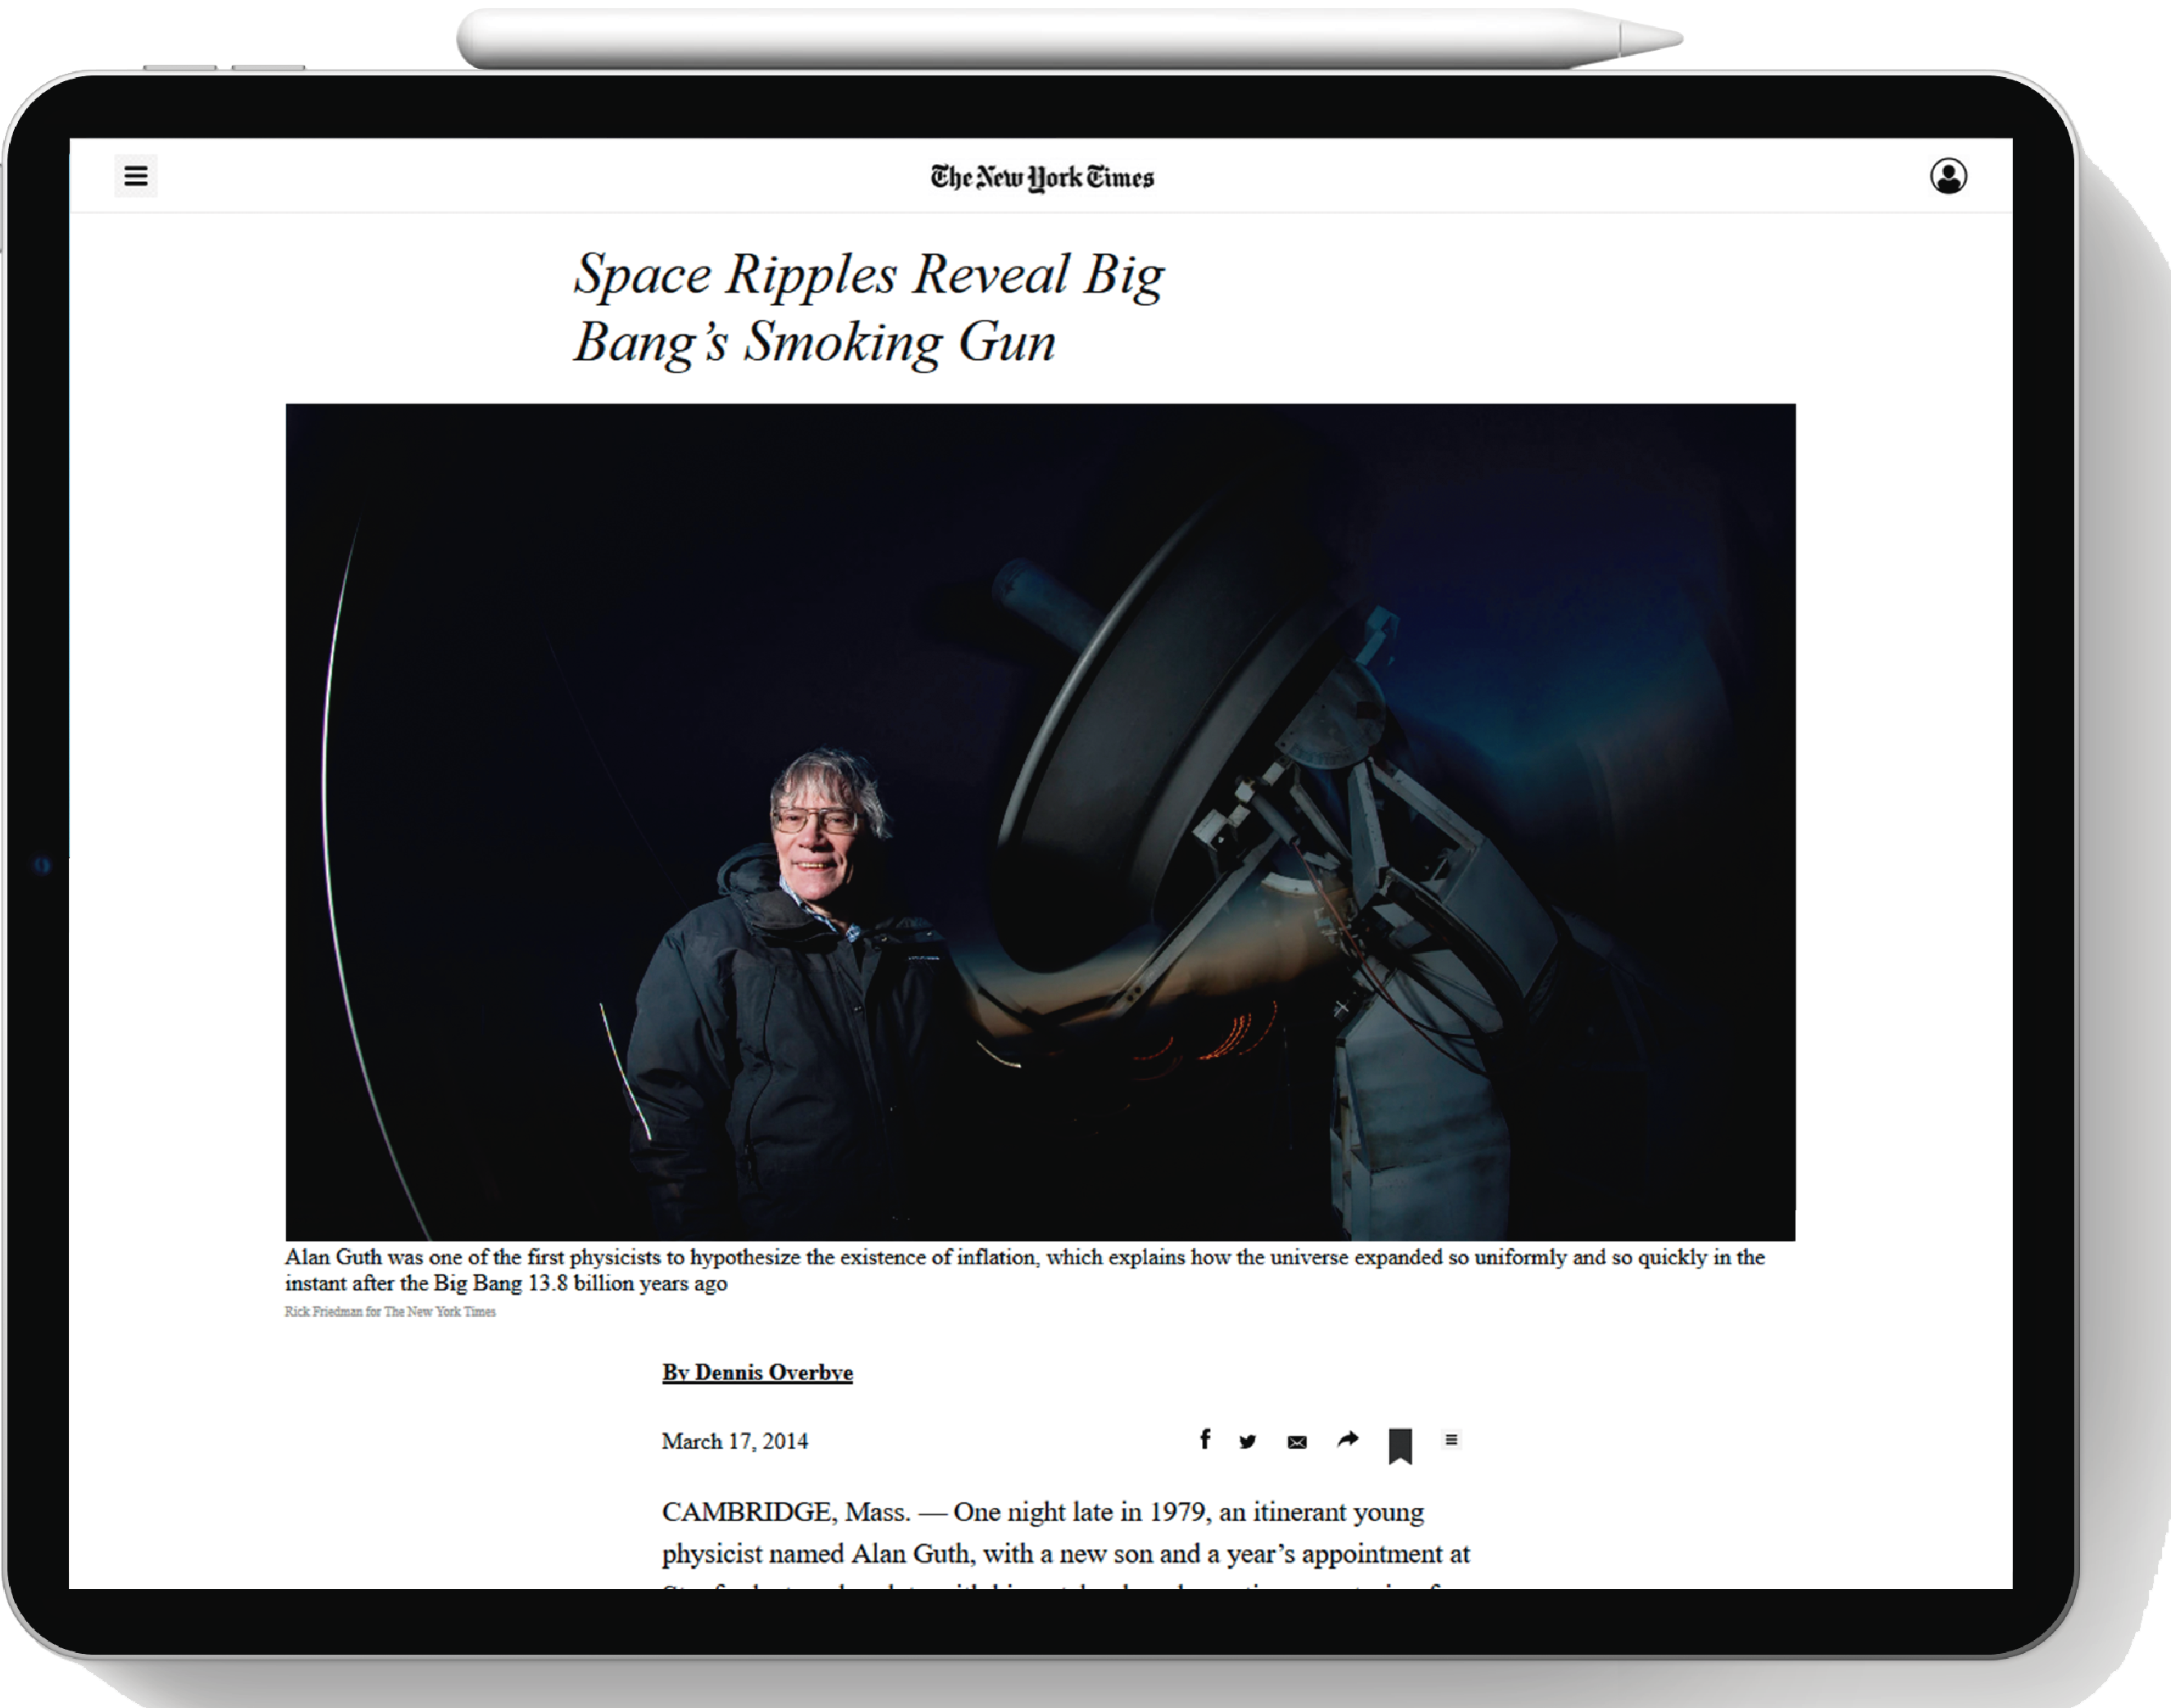 The New York Times
Space Ripples Reveal Big
Bang’s Smoking Gun
Alan Guth was one of the first physicists to hypothesize the existence of inflation, which explains how the universe expanded so uniformly and so quickly in the
instant after the Big Bang 13.8 billion years ago
Rick Friedman for The New York Times
By Dennis Overbye
March 17, 2014
CAMBRIDGE, Mass. — One night late in 1979, an itinerant young
physicist named Alan Guth, with a new son and a year’s appointment at